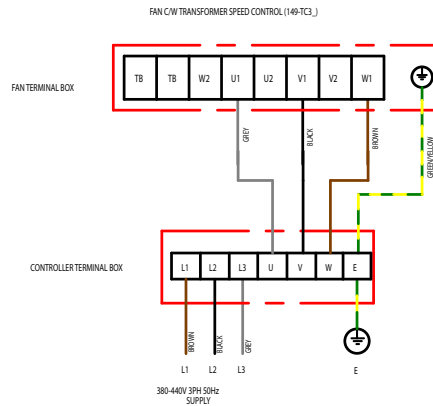 FAN C/W TRANSFORMER SPEED CONTROL (149-TC3_)
TB TB W2 U1 U2 V1 V2 W1
FAN TERMINAL BOX
GREY
BLACK
BROWN
GREEN/YELLOW
CONTROLLER TERMINAL BOX
L1 L2 L3 U V W E
BROWN
BLACK
GREY
L1 L2 L3 E
380-440V 3PH 50Hz
SUPPLY